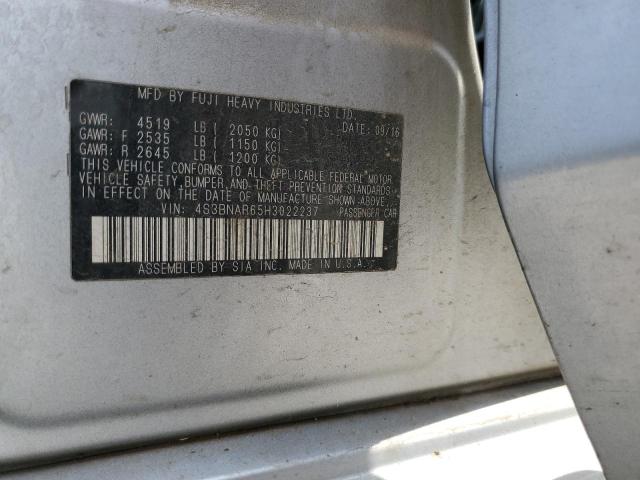 MFD BY FUJI HEAVY INDUSTRIES LTD.
GVWR: 4519 LB ( 2050 KG) DATE: 09/16
GAWR: F 2535 LB ( 1150 KG)
GAWR: R 2645 LB ( 1200 KG)
THIS VEHICLE CONFORMS TO ALL APPLICABLE FEDERAL MOTOR
VEHICLE SAFETY, BUMPER, AND THEFT PREVENTION STANDARDS
IN EFFECT ON THE DATE OF MANUFACTURE SHOWN ABOVE.
VIN: 4S3BNAR65H3022237 PASSENGER CAR
ASSEMBLED BY SIA INC. MADE IN U.S.A.